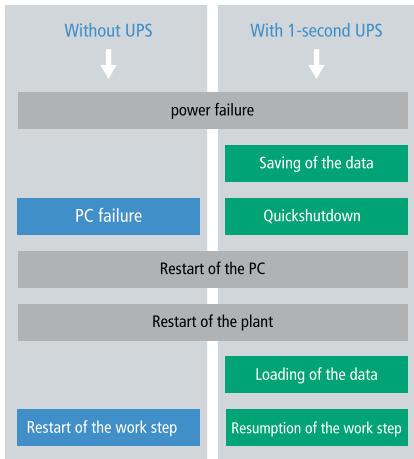 Without UPS
With 1-second UPS
power failure
Saving of the data
PC failure
Quickshutdown
Restart of the PC
Restart of the plant
Loading of the data
Restart of the work step
Resumption of the work step